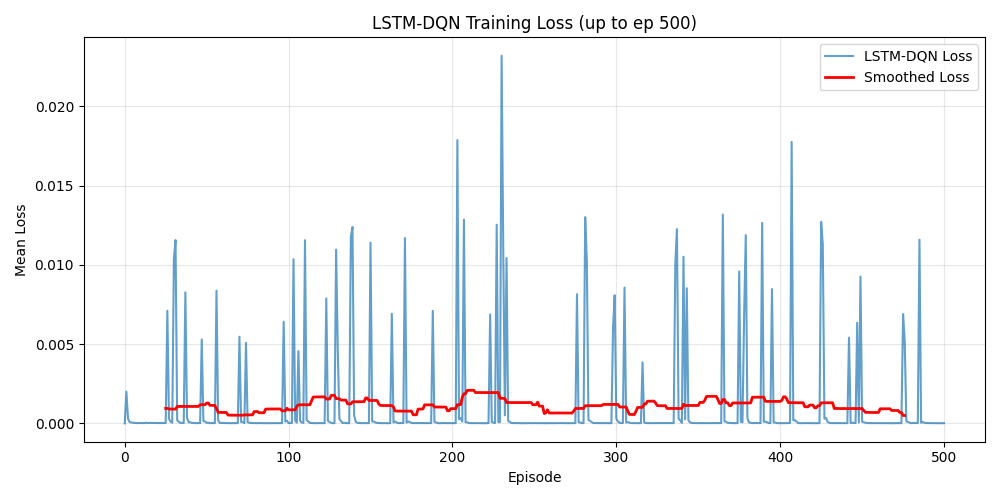 LSTM-DQN Training Loss (up to ep 500)
LSTM-DQN Loss
Smoothed Loss
Mean Loss
0.020
0.015
0.010
0.005
0.000
0 100 200 300 400 500
Episode